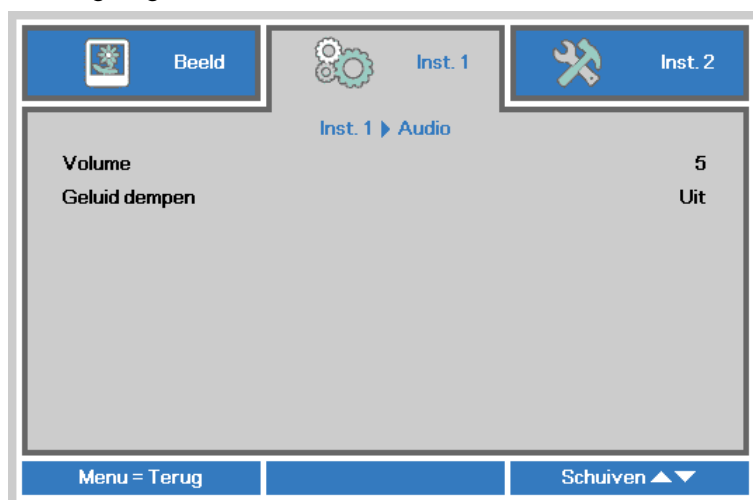 Beeld Inst. 1 Inst. 2
Inst. 1 ▶ Audio
Volume 5
Geluid dempen Uit
Menu = Terug Schuiven ▲▼